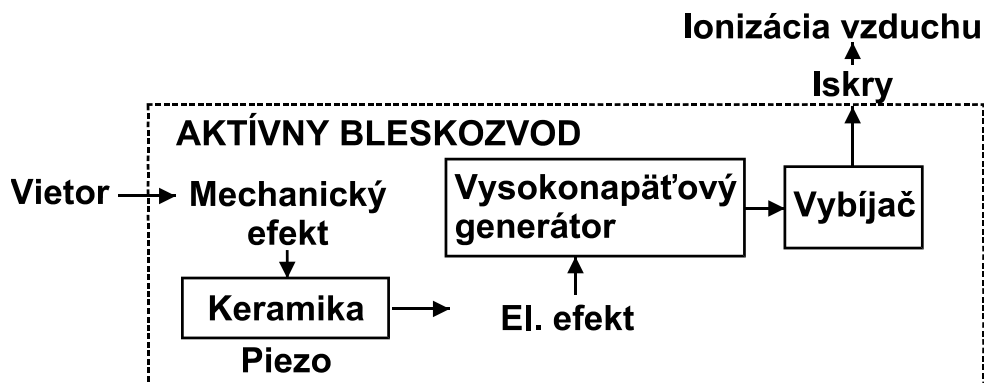 Ionizácia vzduchu
Iskry
AKTÍVNY BLESKOZVOD
Vietor
Mechanický
efekt
Vysokonapäťový
generátor
Vybíjač
Keramika
El. efekt
Piezo